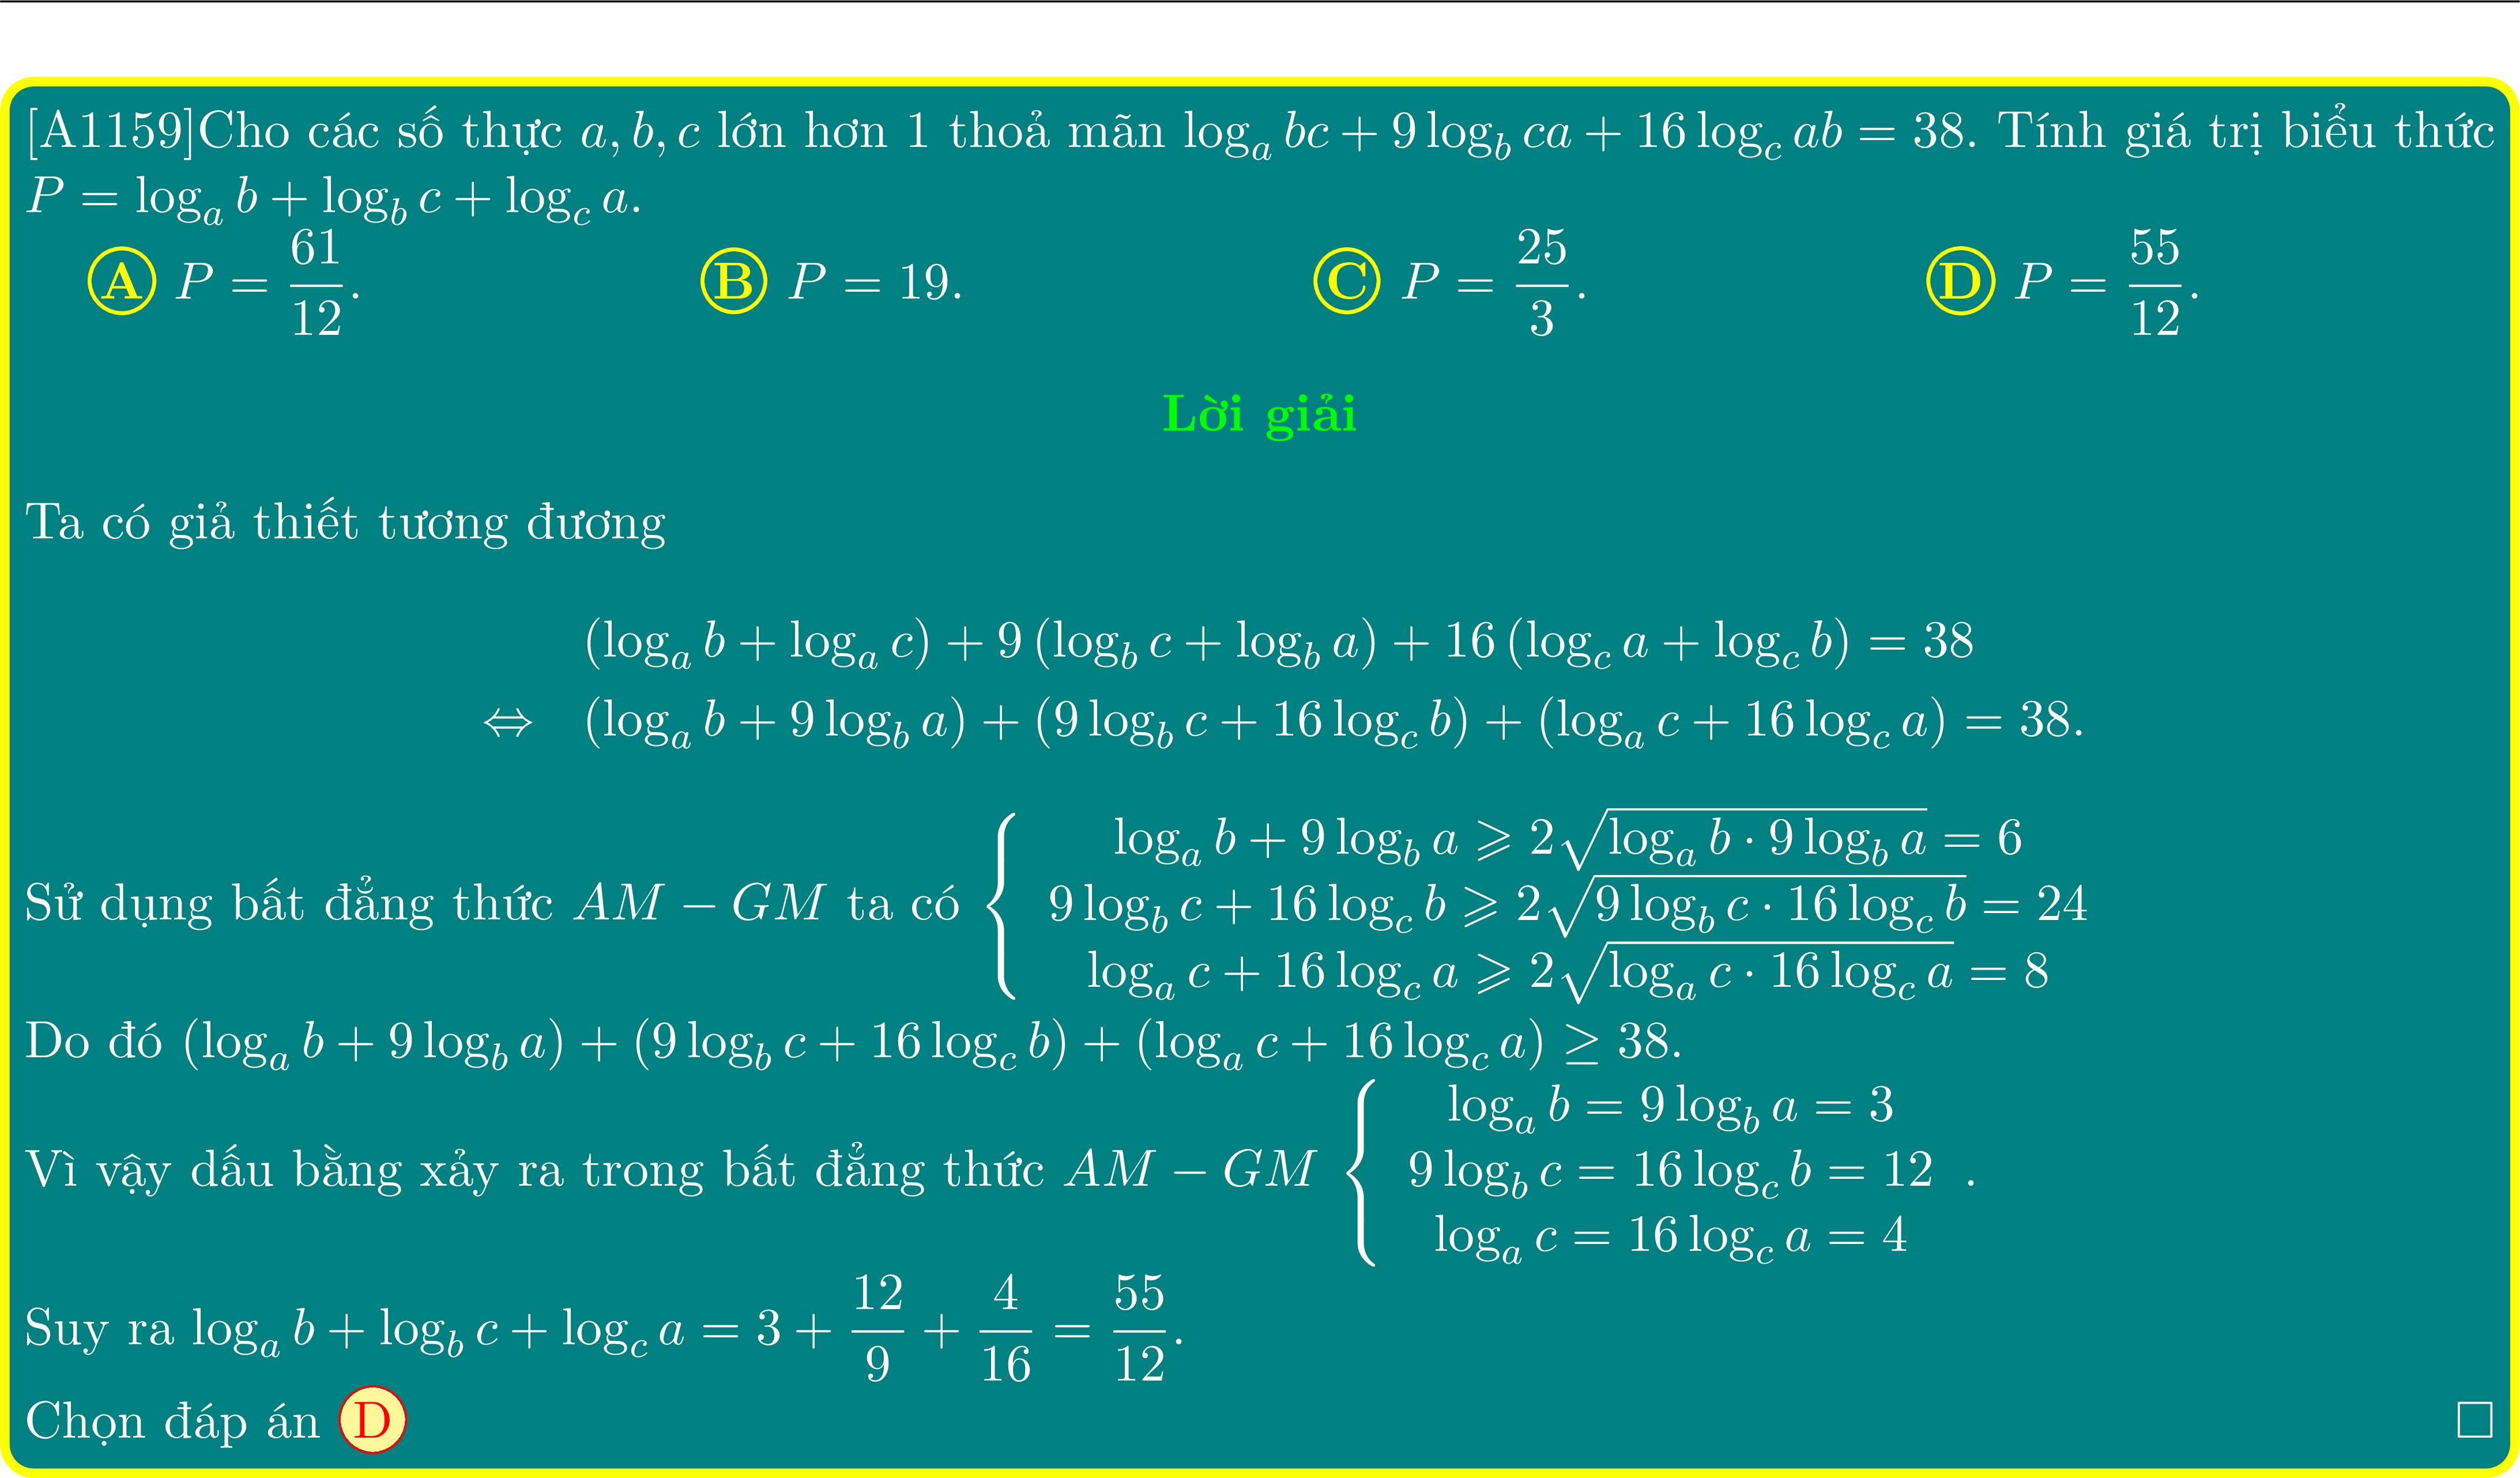 [A1159]Cho các số thực $a, b, c$ lớn hơn 1 thoả mãn $\log_a bc + 9\log_b ca + 16\log_c ab = 38$. Tính giá trị biểu thức
$P = \log_a b + \log_b c + \log_c a$.
Ⓐ $P = \frac{61}{12}$. Ⓑ $P = 19$. Ⓒ $P = \frac{25}{3}$. Ⓓ $P = \frac{55}{12}$.
Lời giải
Ta có giả thiết tương đương
$(\log_a b + \log_a c) + 9(\log_b c + \log_b a) + 16(\log_c a + \log_c b) = 38$
$\Leftrightarrow (\log_a b + 9\log_b a) + (9\log_b c + 16\log_c b) + (\log_a c + 16\log_c a) = 38.$
Sử dụng bất đẳng thức $AM - GM$ ta có $\begin{cases} \log_a b + 9\log_b a \geqslant 2\sqrt{\log_a b \cdot 9\log_b a} = 6 \\ 9\log_b c + 16\log_c b \geqslant 2\sqrt{9\log_b c \cdot 16\log_c b} = 24 \\ \log_a c + 16\log_c a \geqslant 2\sqrt{\log_a c \cdot 16\log_c a} = 8 \end{cases}$
Do đó $(\log_a b + 9\log_b a) + (9\log_b c + 16\log_c b) + (\log_a c + 16\log_c a) \geq 38$.
Vì vậy dấu bằng xảy ra trong bất đẳng thức $AM - GM$ $\begin{cases} \log_a b = 9\log_b a = 3 \\ 9\log_b c = 16\log_c b = 12 \\ \log_a c = 16\log_c a = 4 \end{cases}$.
Suy ra $\log_a b + \log_b c + \log_c a = 3 + \frac{12}{9} + \frac{4}{16} = \frac{55}{12}$.
Chọn đáp án Ⓓ □